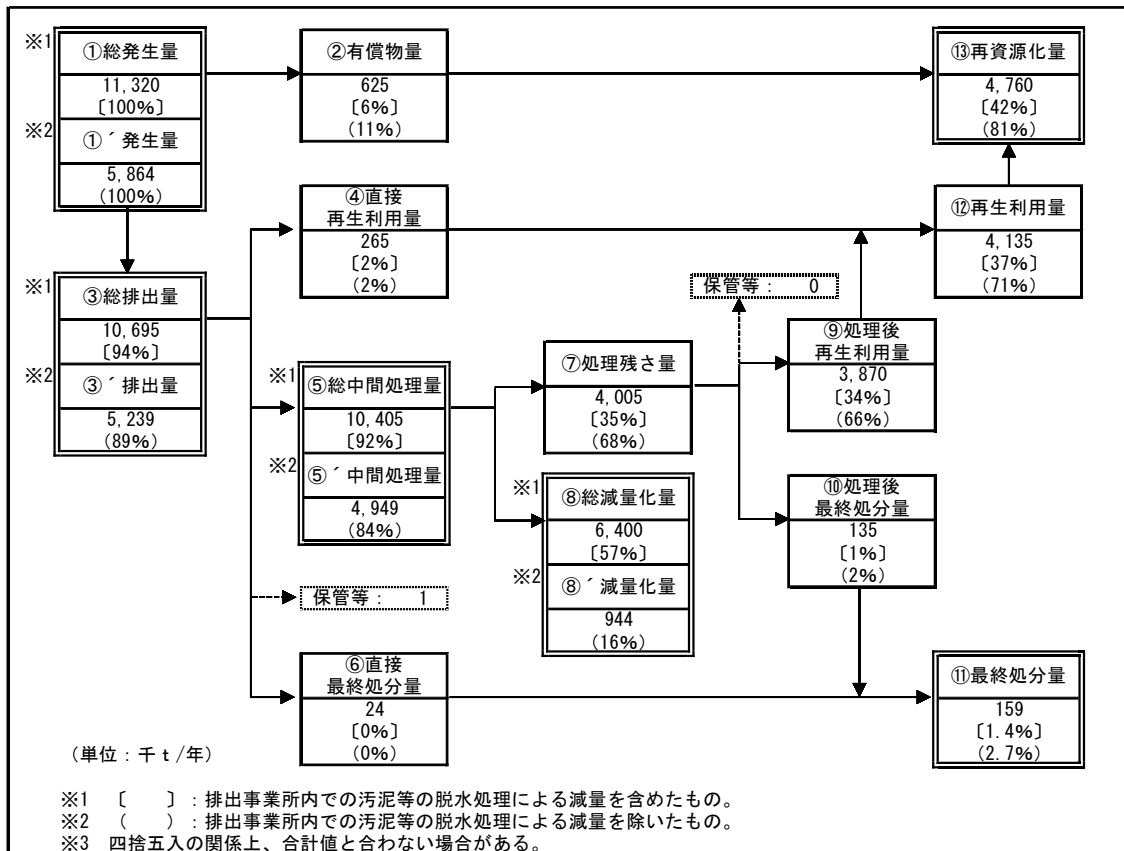 ※1
①総発生量
11,320
〔100%〕
※2
①´発生量
5,864
(100%)
②有償物量
625
〔6%〕
(11%)
⑬再資源化量
4,760
〔42%〕
(81%)
④直接
再生利用量
265
〔2%〕
(2%)
⑫再生利用量
4,135
〔37%〕
(71%)
※1
③総排出量
10,695
〔94%〕
※2
③´排出量
5,239
(89%)
保管等： 0
※1
⑤総中間処理量
10,405
〔92%〕
※2
⑤´中間処理量
4,949
(84%)
⑦処理残さ量
4,005
〔35%〕
(68%)
⑨処理後
再生利用量
3,870
〔34%〕
(66%)
※1
⑧総減量化量
6,400
〔57%〕
※2
⑧´減量化量
944
(16%)
⑩処理後
最終処分量
135
〔1%〕
(2%)
保管等： 1
⑥直接
最終処分量
24
〔0%〕
(0%)
⑪最終処分量
159
〔1.4%〕
(2.7%)
（単位：千ｔ/年）
※1 〔 〕：排出事業所内での汚泥等の脱水処理による減量を含めたもの。
※2 （ ）：排出事業所内での汚泥等の脱水処理による減量を除いたもの。
※3 四捨五入の関係上、合計値と合わない場合がある。